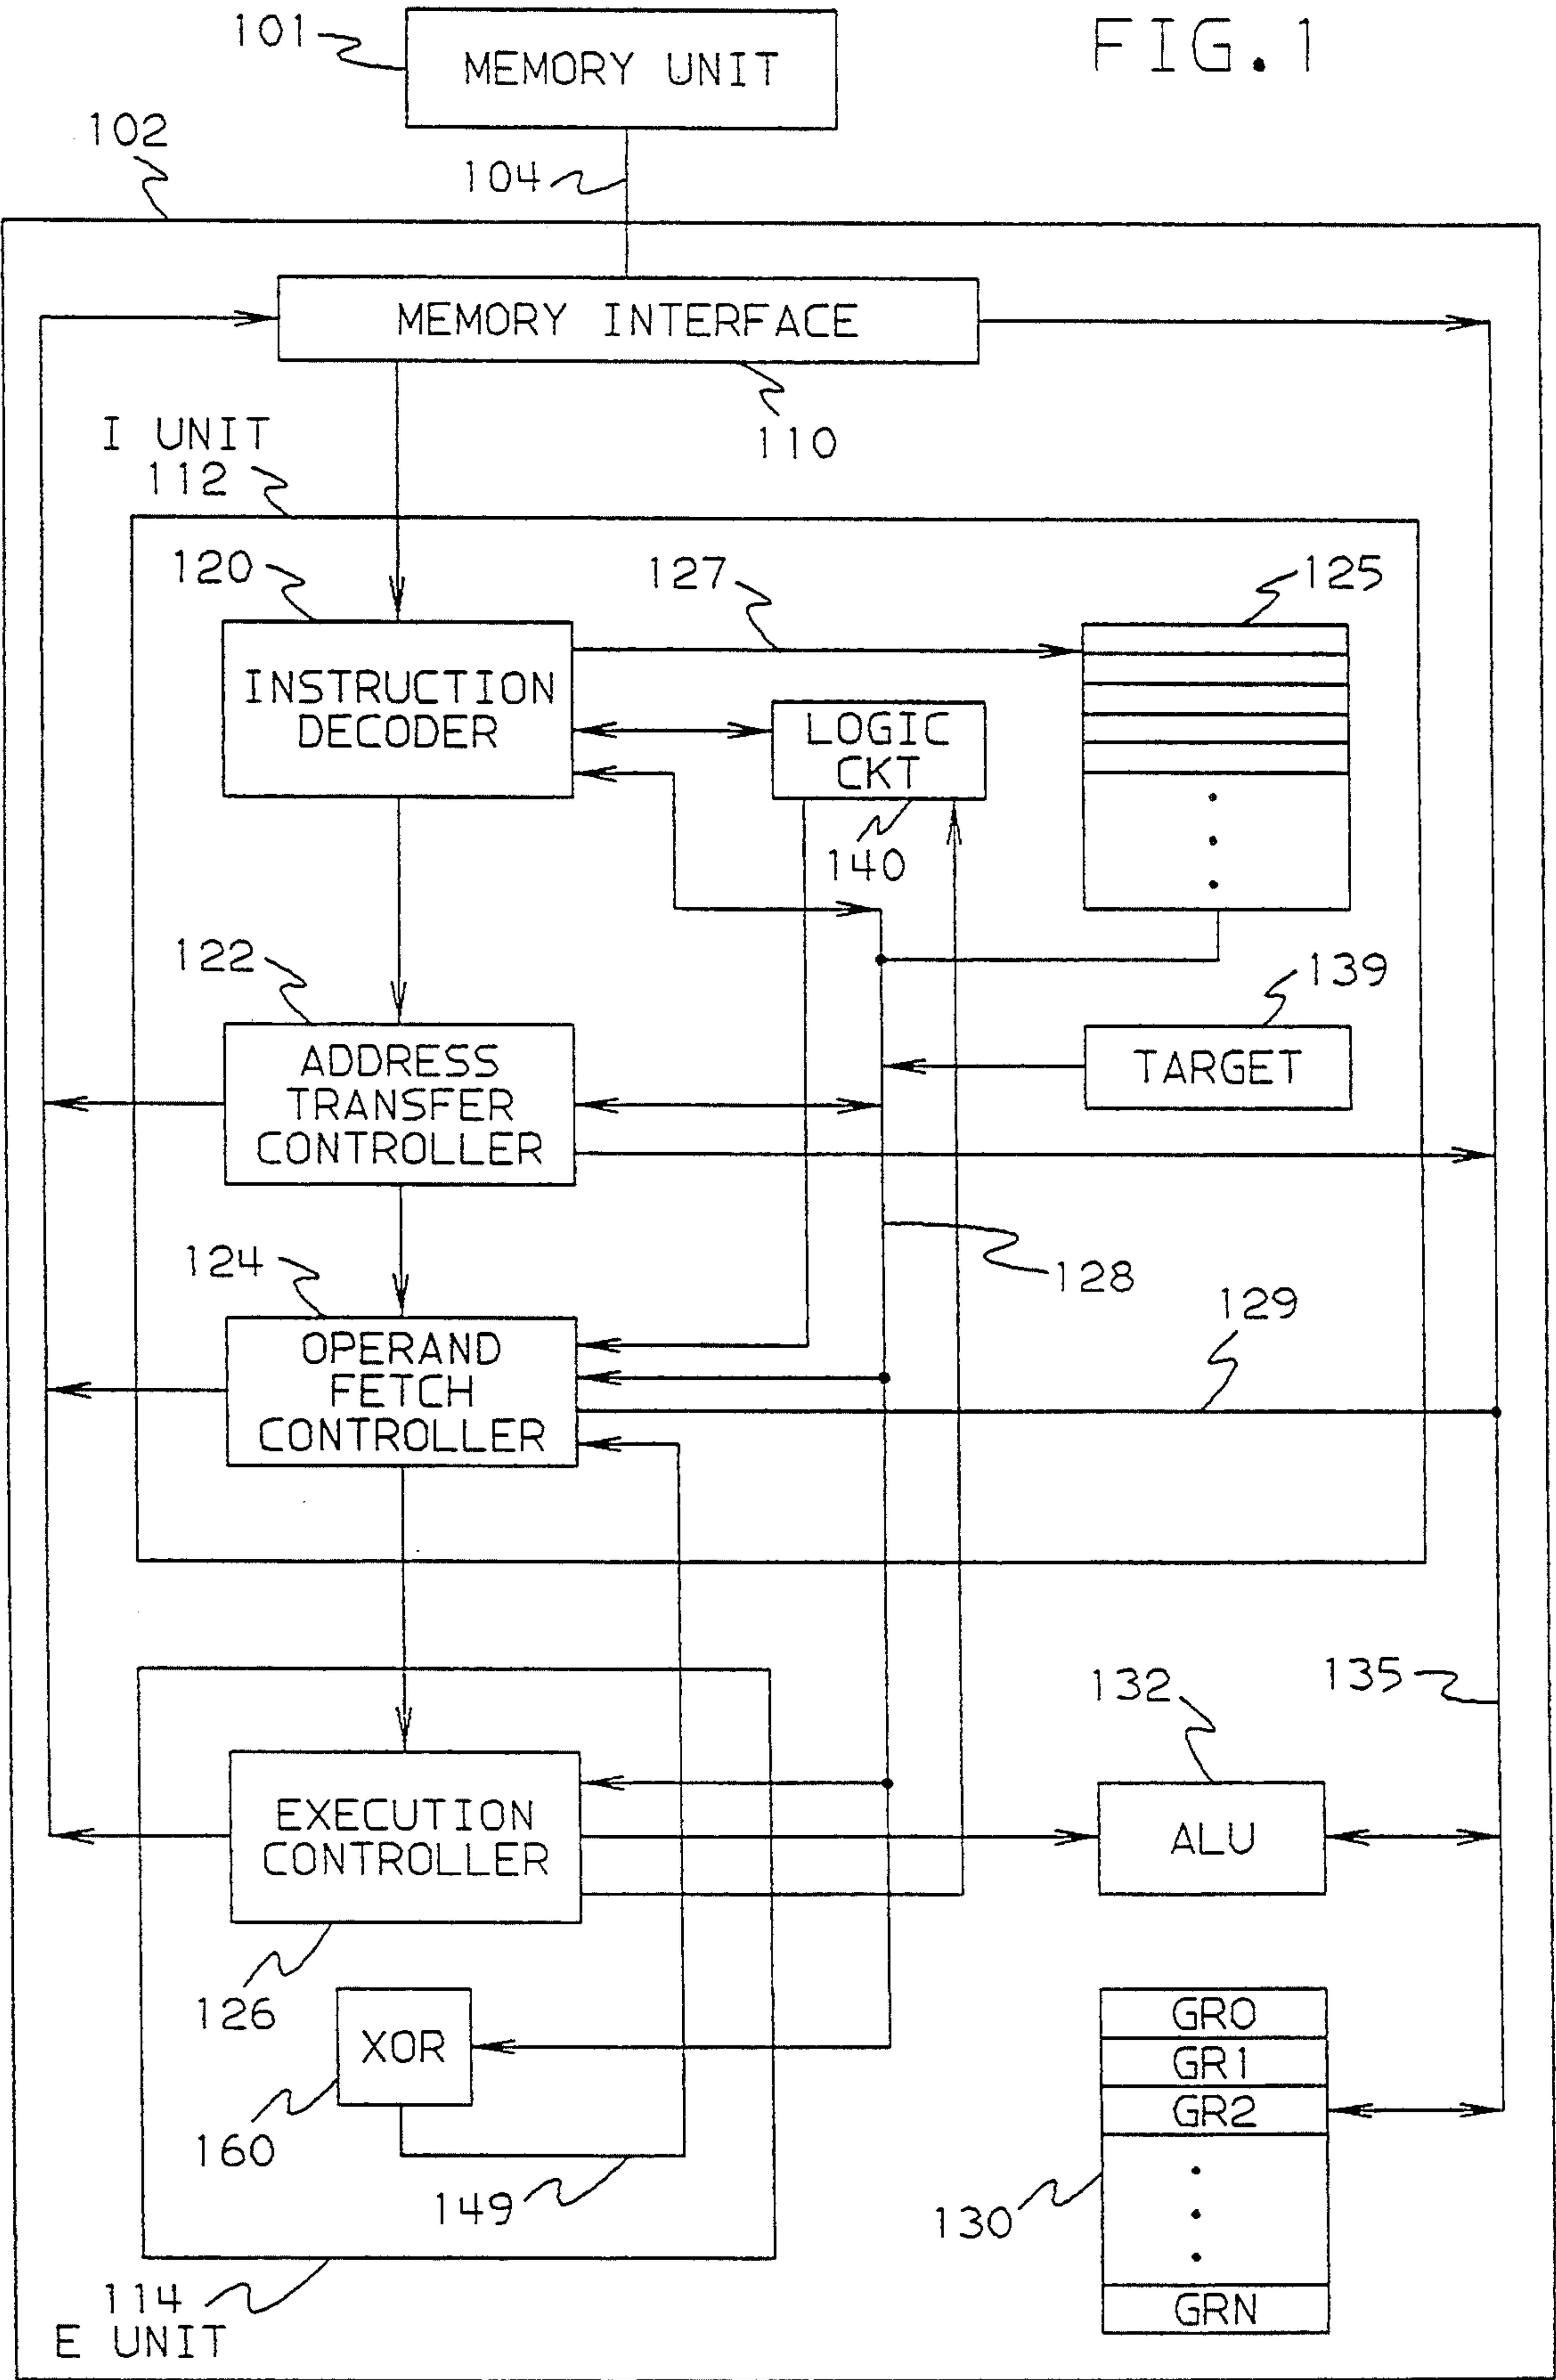 FIG.1
101
MEMORY UNIT
102
104
MEMORY INTERFACE
110
I UNIT
112
120
127
125
INSTRUCTION
DECODER
LOGIC
CKT
140
122
139
ADDRESS
TRANSFER
CONTROLLER
TARGET
124
128
129
OPERAND
FETCH
CONTROLLER
132
135
EXECUTION
CONTROLLER
ALU
126
XOR
GR0
GR1
GR2
160
149
130
114
E UNIT
GRN